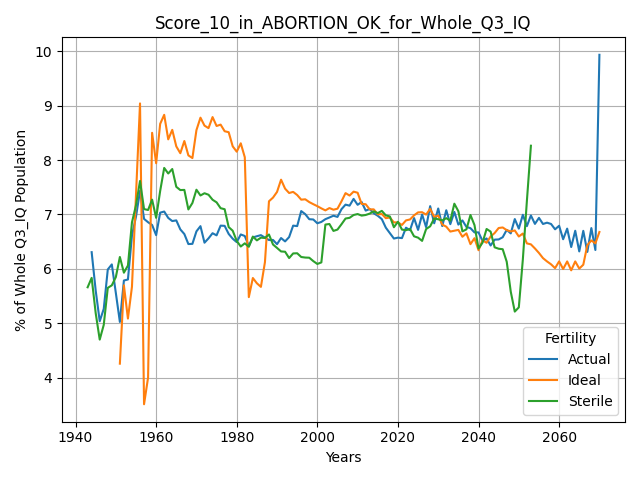 Score_10_in_ABORTION_OK_for_Whole_Q3_IQ
% of Whole Q3_IQ Population
10
9
8
7
6
5
4
1940 1960 1980 2000 2020 2040 2060
Years
Fertility
Actual
Ideal
Sterile